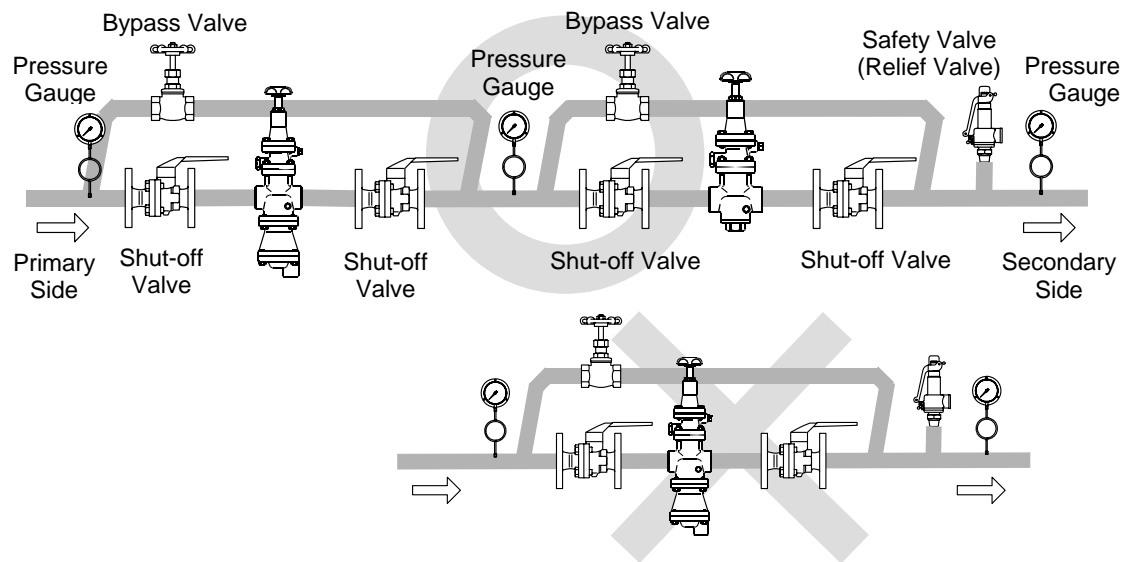 Bypass Valve
Bypass Valve
Safety Valve
(Relief Valve)
Pressure
Gauge
Pressure
Gauge
Pressure
Gauge
Primary
Side
Shut-off
Valve
Shut-off
Valve
Shut-off Valve
Shut-off Valve
Secondary
Side